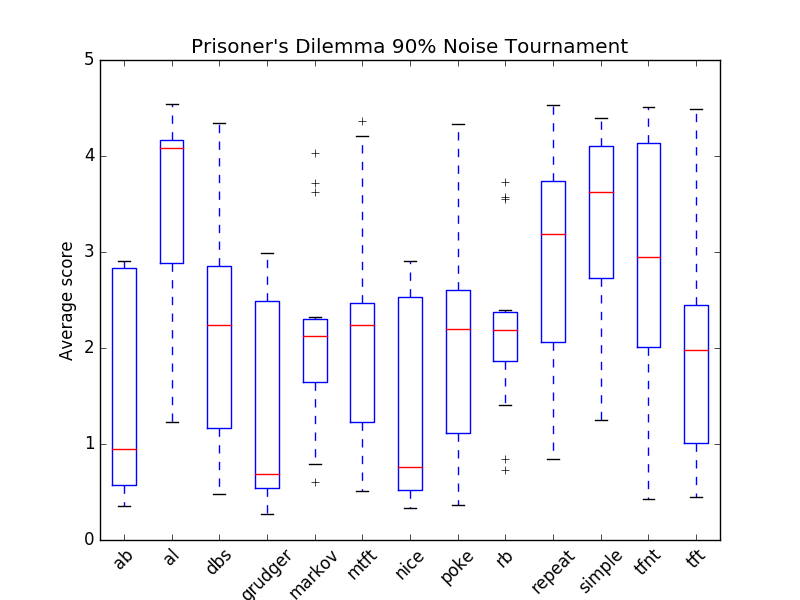 Prisoner's Dilemma 90% Noise Tournament
Average score
5
4
3
2
1
0
ab
al
dbs
grudger
markov
mtft
nice
poke
rb
repeat
simple
tfnt
tft